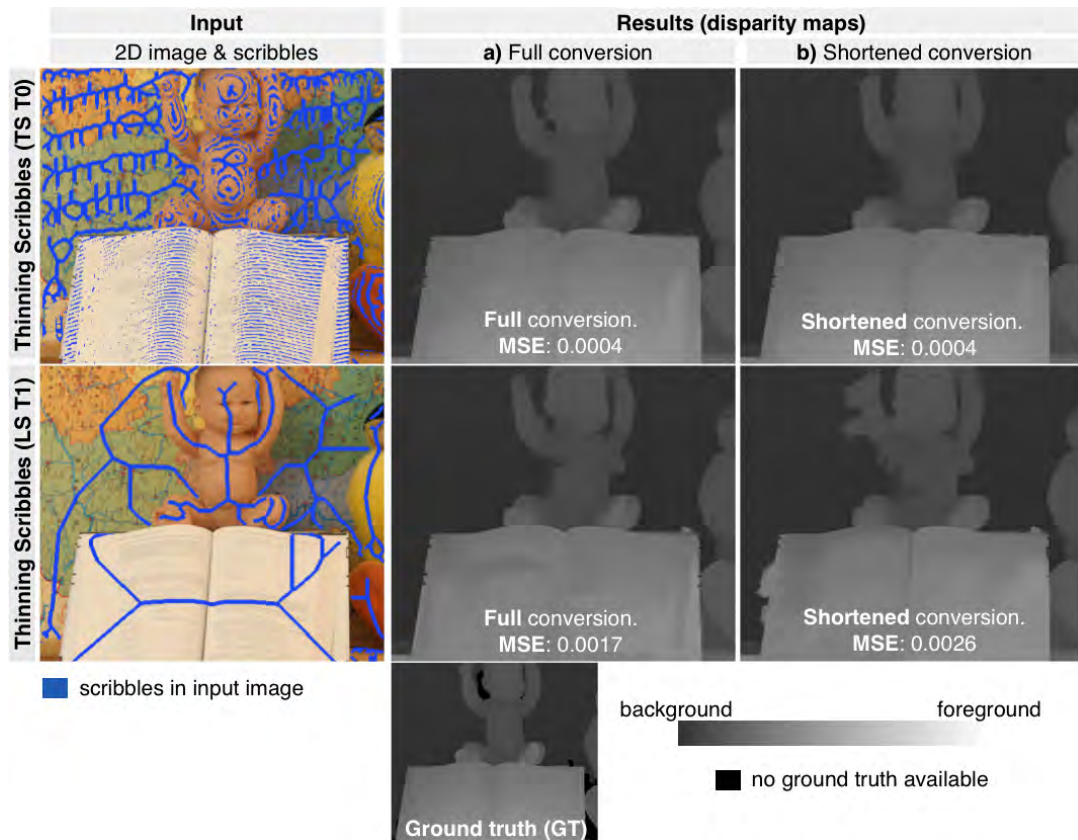 Input
Results (disparity maps)
2D image & scribbles
a) Full conversion
b) Shortened conversion
Thinning Scribbles (TS T0)
Full conversion.
MSE: 0.0004
Shortened conversion.
MSE: 0.0004
Thinning Scribbles (LS T1)
Full conversion.
MSE: 0.0017
Shortened conversion.
MSE: 0.0026
scribbles in input image
background
foreground
no ground truth available
Ground truth (GT)